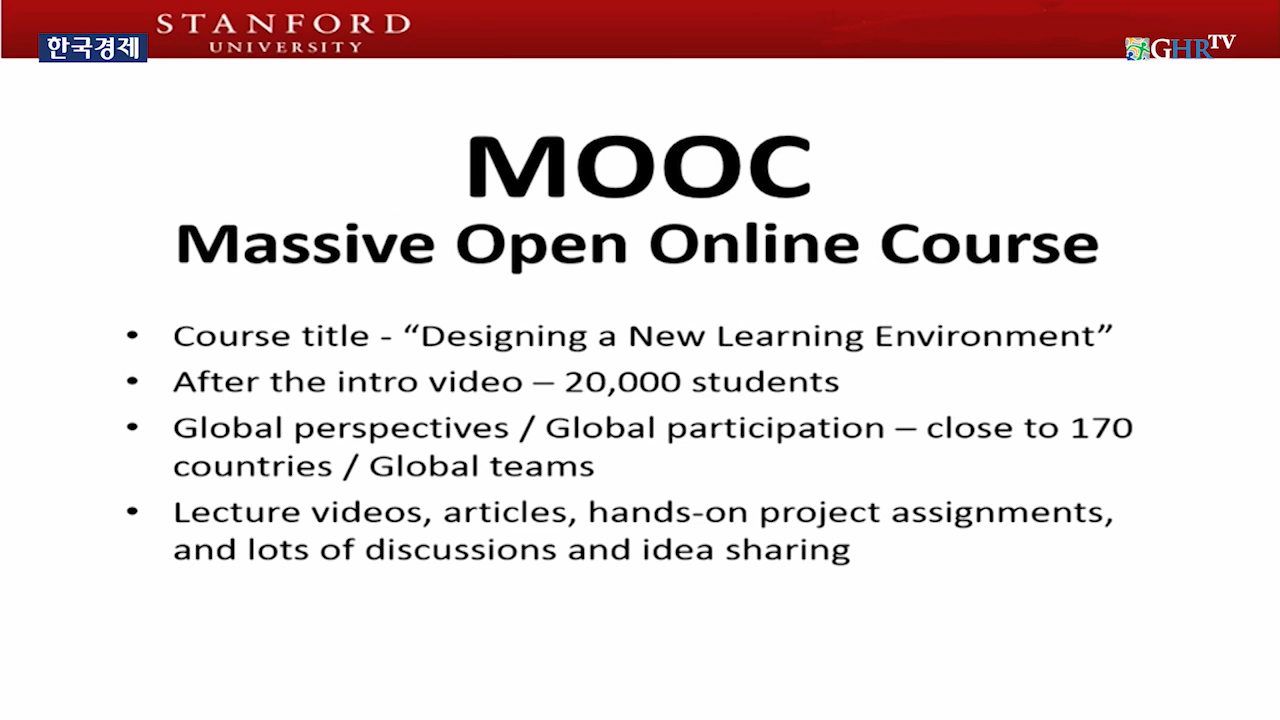 STANFORD
UNIVERSITY
한국경제
GHR TV
MOOC
Massive Open Online Course
• Course title - “Designing a New Learning Environment”
• After the intro video – 20,000 students
• Global perspectives / Global participation – close to 170
countries / Global teams
• Lecture videos, articles, hands-on project assignments,
and lots of discussions and idea sharing